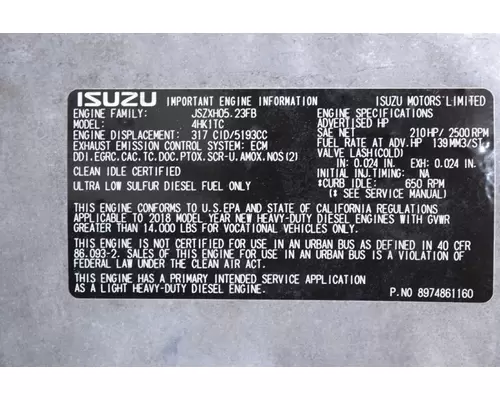 ISUZU IMPORTANT ENGINE INFORMATION ISUZU MOTORS LIMITED
ENGINE FAMILY: JSZXH05.23FB
MODEL: 4HK1TC
ENGINE DISPLACEMENT: 317 CID/5193CC
EXHAUST EMISSION CONTROL SYSTEM: ECM
DDI.EGRC.CAC.TC.DOC.PTOX.SCR-U.AMOX.NOS(2)
CLEAN IDLE CERTIFIED
ULTRA LOW SULFUR DIESEL FUEL ONLY
ENGINE SPECIFICATIONS
ADVERTISED HP
SAE NET 210HP/2500RPM
FUEL RATE AT ADV.HP 139MM3/ST
VALVE LASH(COLD)
IN: 0.024 IN. EXH: 0.024 IN.
INITIAL INJ.TIMING: NA
‡CURB IDLE: 650 RPM
(‡ SEE SERVICE MANUAL)
THIS ENGINE CONFORMS TO U.S.EPA AND STATE OF CALIFORNIA REGULATIONS
APPLICABLE TO 2018 MODEL YEAR NEW HEAVY-DUTY DIESEL ENGINES WITH GVWR
GREATER THAN 14.000 LBS FOR VOCATIONAL VEHICLES ONLY.
THIS ENGINE IS NOT CERTIFIED FOR USE IN AN URBAN BUS AS DEFINED IN 40 CFR
86.093-2. SALES OF THIS ENGINE FOR USE IN AN URBAN BUS IS A VIOLATION OF
FEDERAL LAW UNDER THE CLEAN AIR ACT.
THIS ENGINE HAS A PRIMARY INTENDED SERVICE APPLICATION
AS A LIGHT HEAVY-DUTY DIESEL ENGINE.
P.NO 8974861160